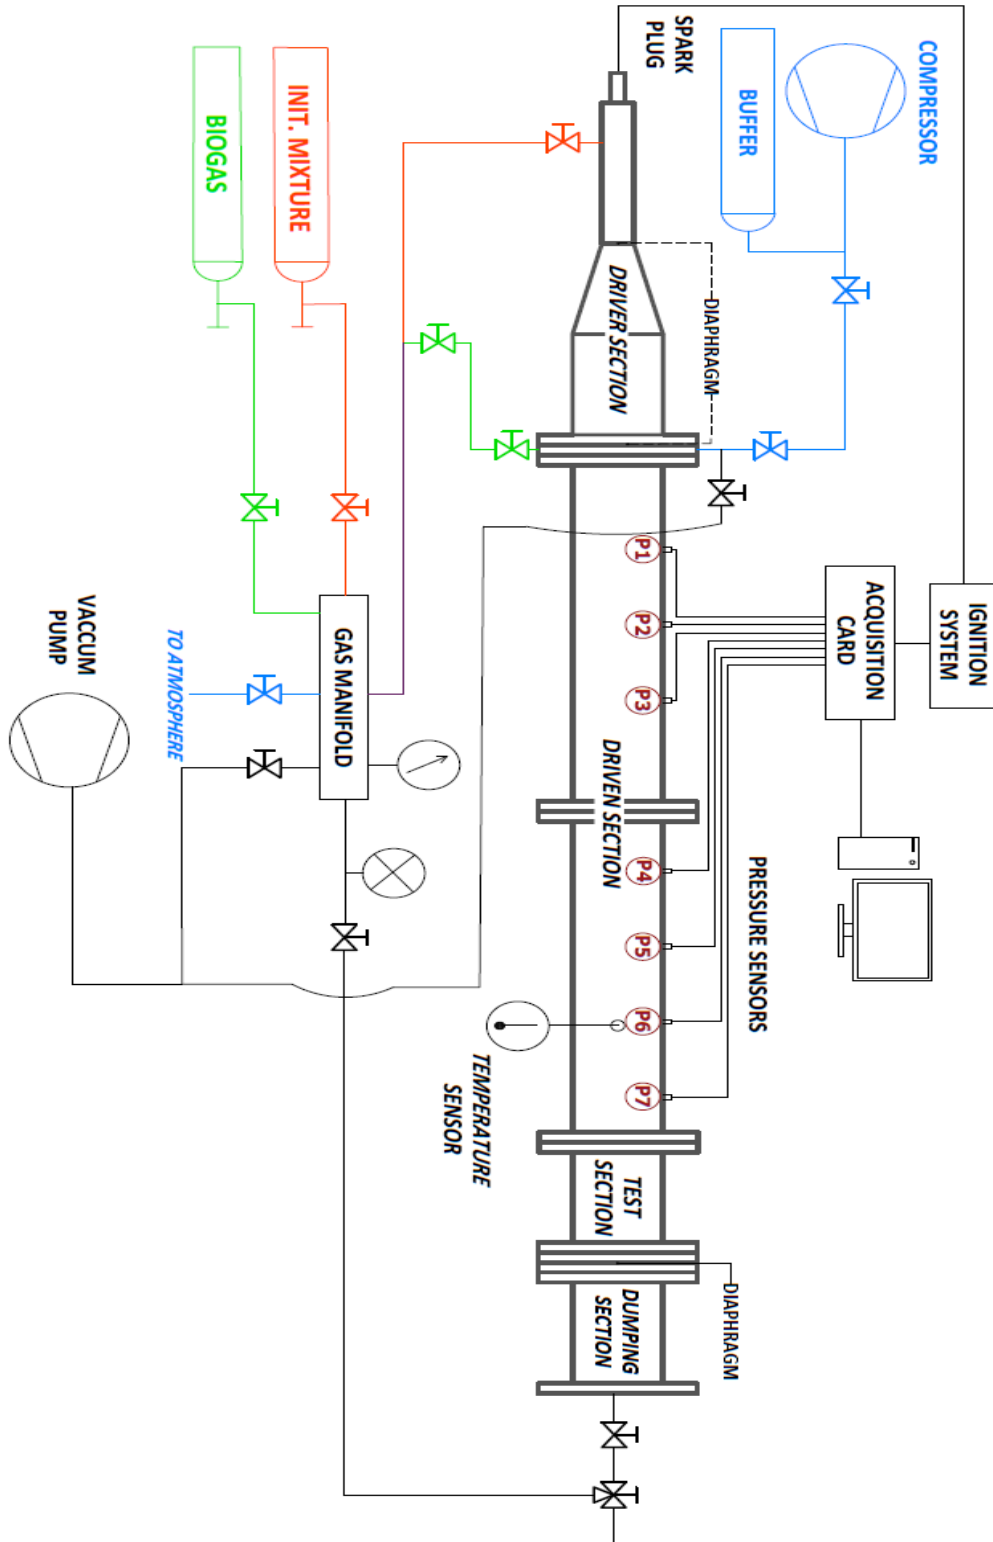 SPARK
PLUG
COMPRESSOR
BUFFER
BIOGAS
INIT. MIXTURE
DRIVER SECTION
DIAPHRAGM
IGNITION
SYSTEM
ACQUISITION
CARD
P1
P2
P3
P4
P5
P6
P7
DRIVEN SECTION
PRESSURE SENSORS
GAS MANIFOLD
TO ATMOSPHERE
VACCUM
PUMP
TEMPERATURE
SENSOR
TEST
SECTION
DUMPING
SECTION
DIAPHRAGM